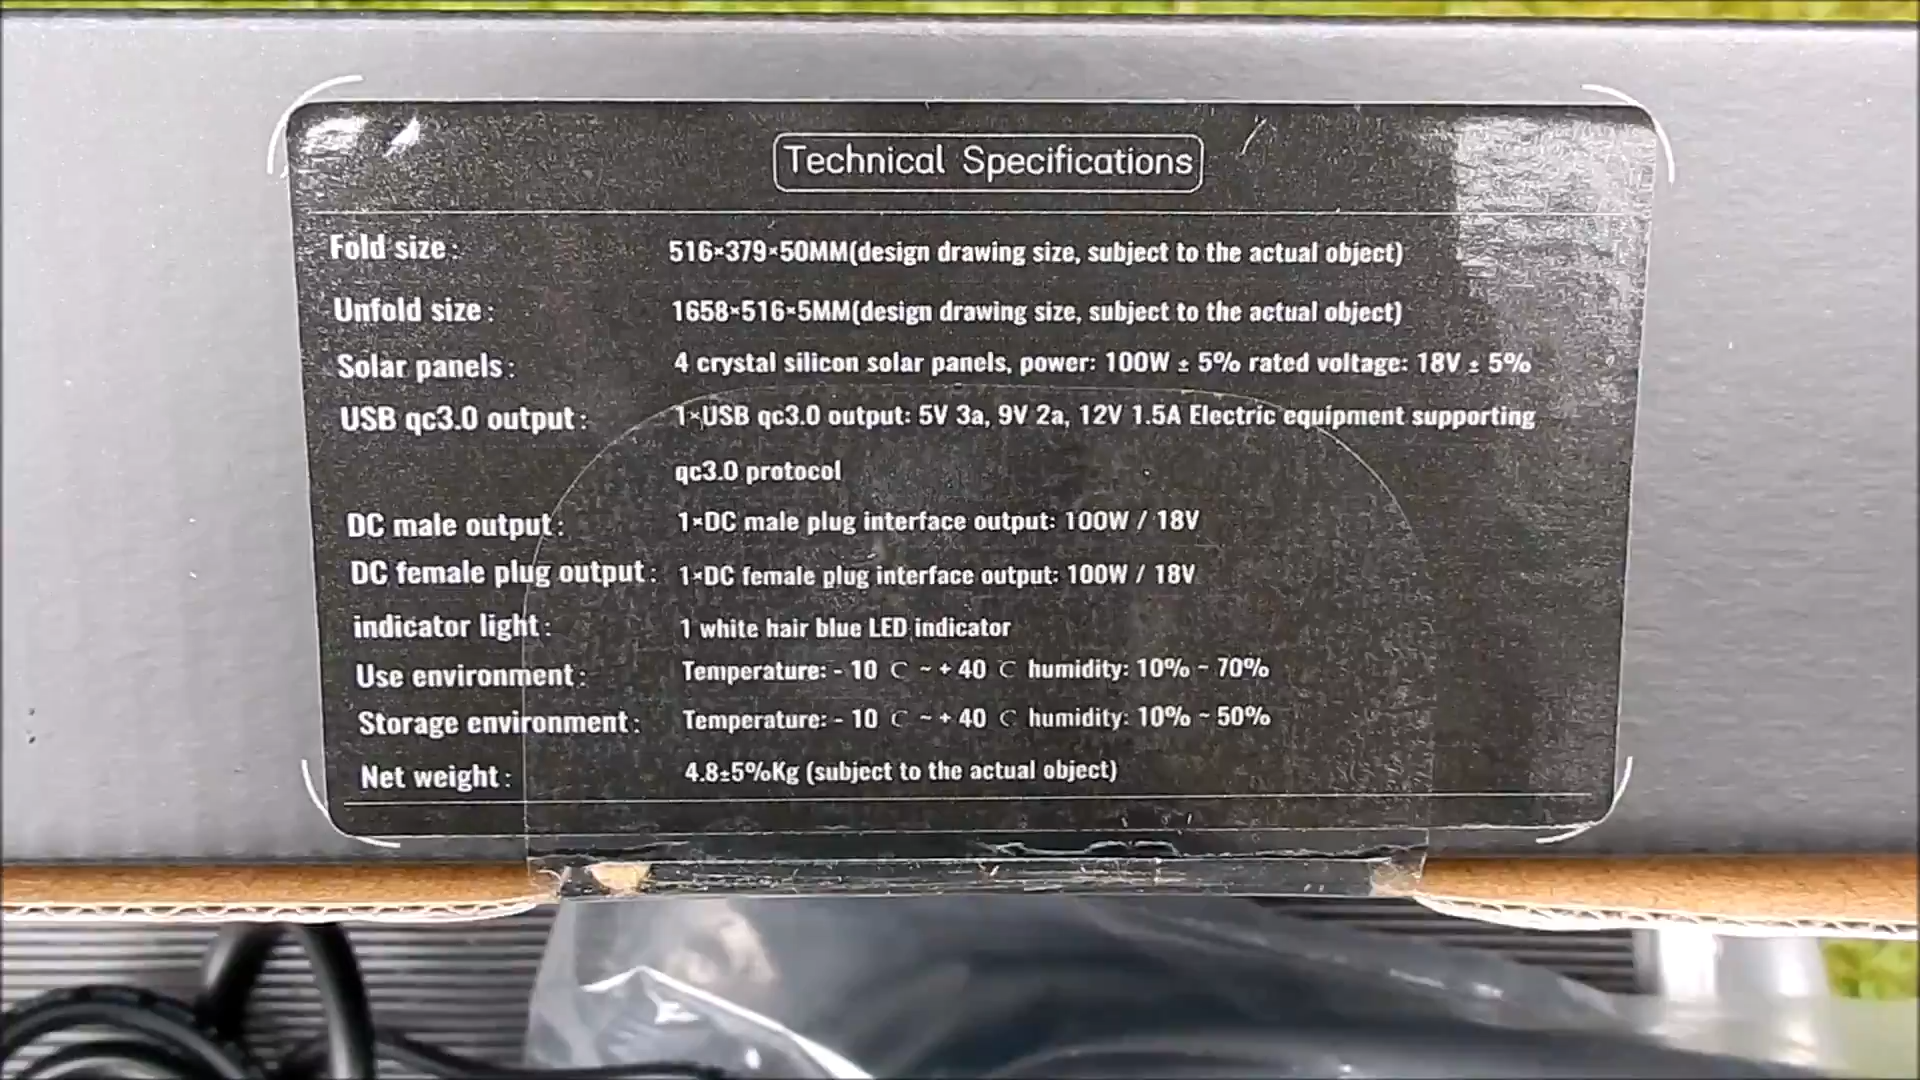 Technical Specifications
Fold size: 516×379×50MM(design drawing size, subject to the actual object)
Unfold size: 1658×516×5MM(design drawing size, subject to the actual object)
Solar panels: 4 crystal silicon solar panels, power: 100W ± 5% rated voltage: 18V ± 5%
USB qc3.0 output: 1×USB qc3.0 output: 5V 3a, 9V 2a, 12V 1.5A Electric equipment supporting
qc3.0 protocol
DC male output: 1×DC male plug interface output: 100W / 18V
DC female plug output: 1×DC female plug interface output: 100W / 18V
indicator light: 1 white hair blue LED indicator
Use environment: Temperature: - 10 C ~ + 40 C humidity: 10% ~ 70%
Storage environment: Temperature: - 10 C ~ + 40 C humidity: 10% ~ 50%
Net weight: 4.8±5%Kg (subject to the actual object)